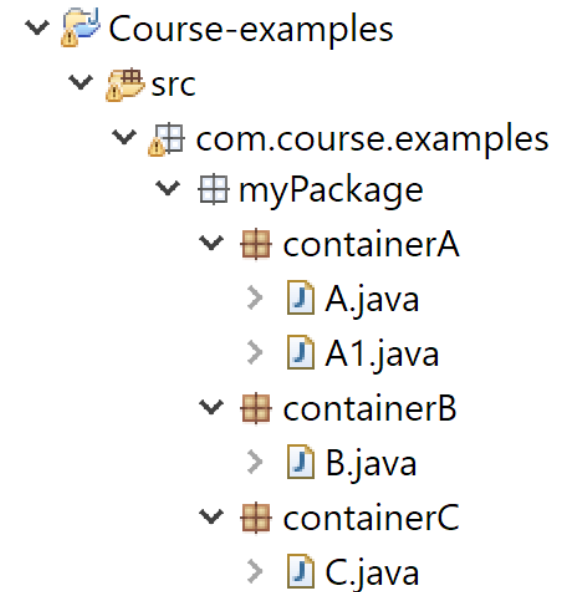 Course-examples
src
com.course.examples
myPackage
containerA
A.java
A1.java
containerB
B.java
containerC
C.java